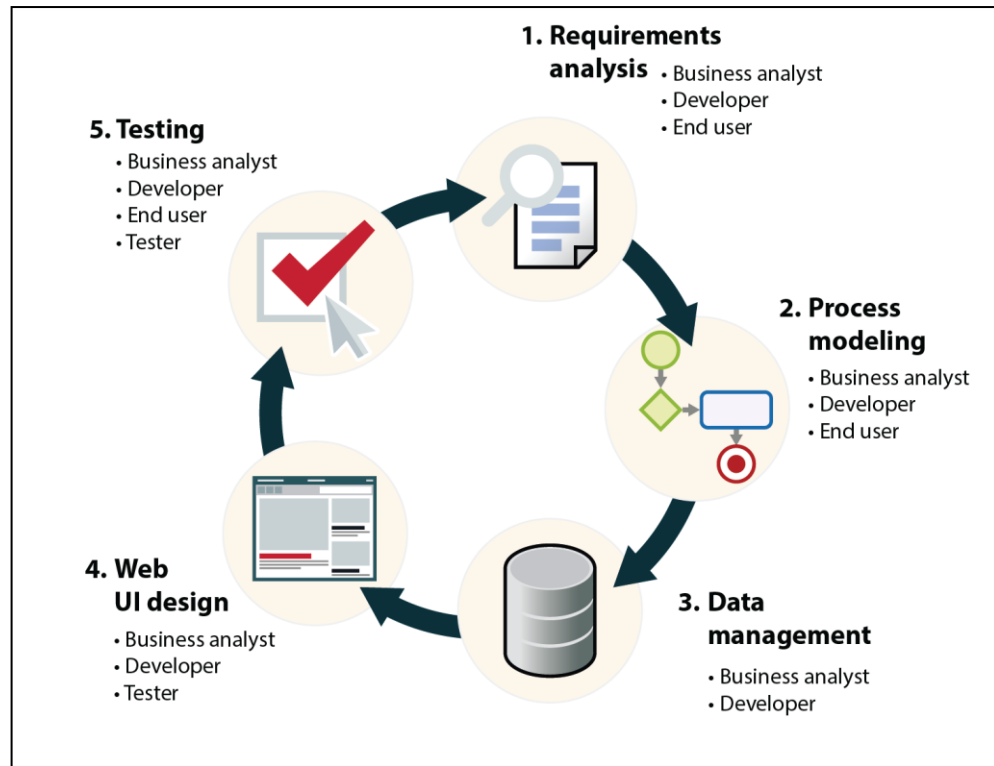 1. Requirements
analysis
• Business analyst
• Developer
• End user
2. Process
modeling
• Business analyst
• Developer
• End user
3. Data
management
• Business analyst
• Developer
4. Web
UI design
• Business analyst
• Developer
• Tester
5. Testing
• Business analyst
• Developer
• End user
• Tester